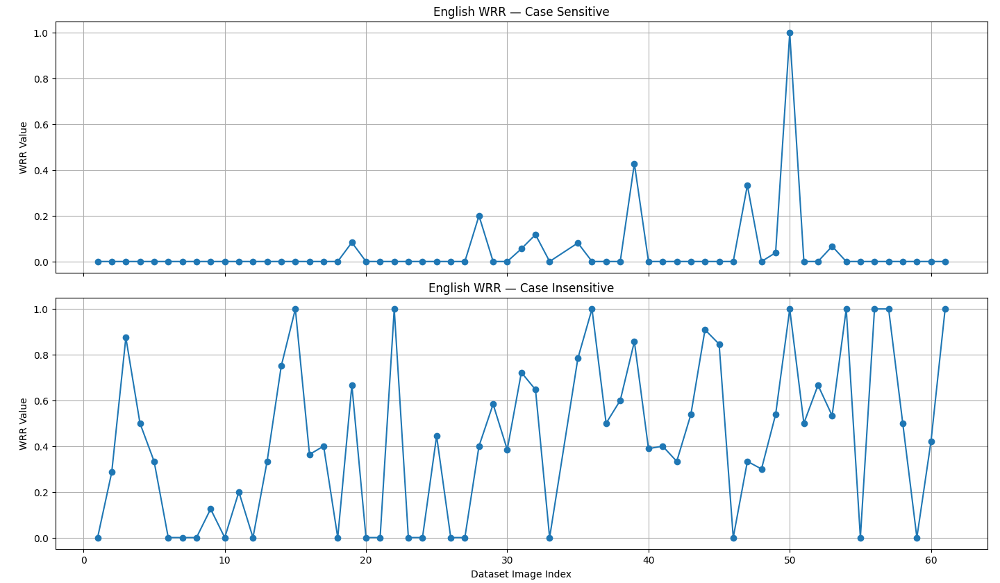 English WRR — Case Sensitive
1.0
0.8
0.6
0.4
0.2
0.0
WRR Value
English WRR — Case Insensitive
1.0
0.8
0.6
0.4
0.2
0.0
WRR Value
0 10 20 30 40 50 60
Dataset Image Index